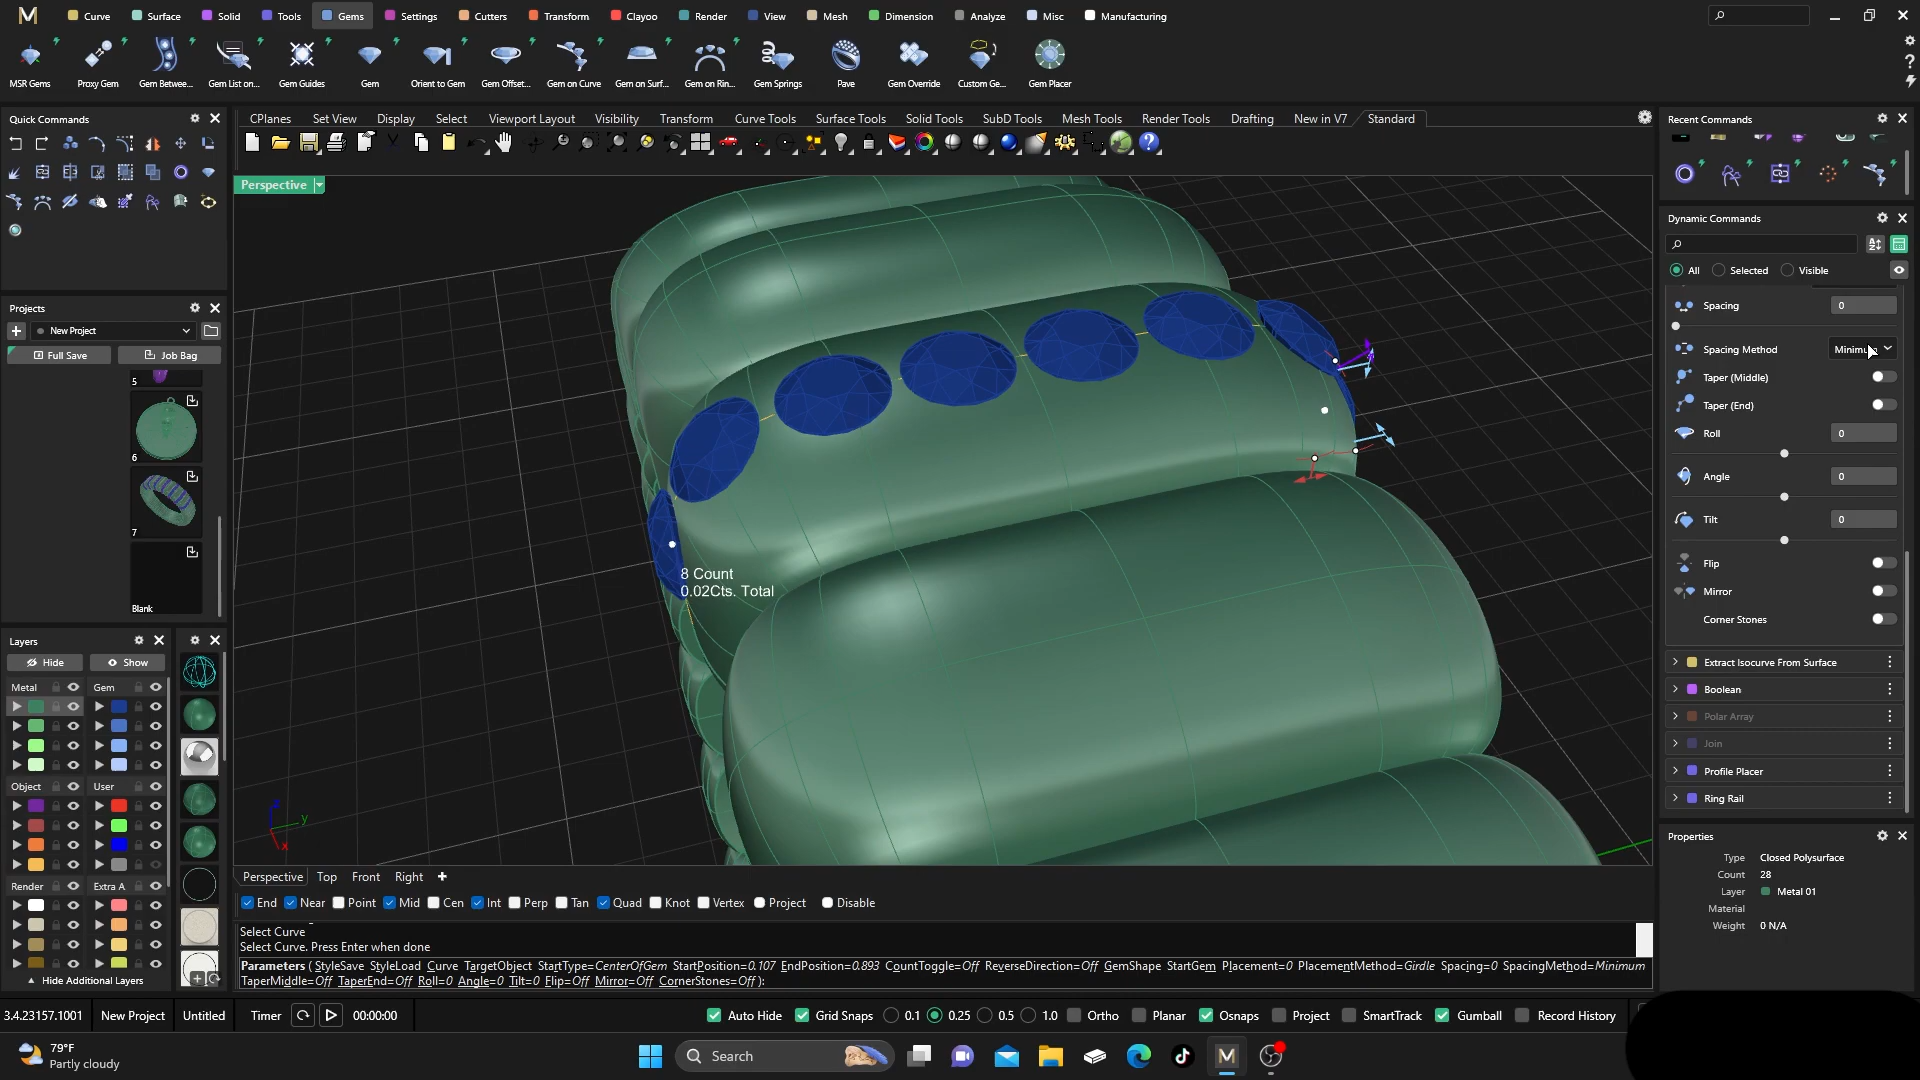 Curve Surface Solid Tools Gems Settings Cutters Transform Clayoo Render View Mesh Dimension Analyze Misc Manufacturing
MSR Gems Proxy Gem Gem Betwee... Gem List on... Gem Guides Gem Orient to Gem Gem Offset... Gem on Curve Gem on Surf... Gem on Rin... Gem Springs Pave Gem Override Custom Ge... Gem Placer
Quick Commands
CPlanes Set View Display Select Viewport Layout Visibility Transform Curve Tools Surface Tools Solid Tools SubD Tools Mesh Tools Render Tools Drafting New in V7 Standard
Perspective
Projects
New Project
Full Save Job Bag
5
6
7
Blank
8 Count
0.02Cts. Total
z
y
x
Layers
Hide Show
Metal Gem
Object User
Render Extra A
Hide Additional Layers
Recent Commands
Dynamic Commands
All Selected Visible
Spacing 0
Spacing Method Minimu
Taper (Middle)
Taper (End)
Roll 0
Angle 0
Tilt 0
Flip
Mirror
Corner Stones
Extract Isocurve From Surface
Boolean
Polar Array
Join
Profile Placer
Ring Rail
Properties
Type Closed Polysurface
Count 28
Layer Metal 01
Material
Weight 0 N/A
Perspective Top Front Right
End Near Point Mid Cen Int Perp Tan Quad Knot Vertex Project Disable
Select Curve
Select Curve. Press Enter when done
Parameters ( StyleSave StyleLoad Curve TargetObject StartType=CenterOfGem StartPosition=0.107 EndPosition=0.893 CountToggle=Off ReverseDirection=Off GemShape StartGem Placement=0 PlacementMethod=Girdle Spacing=0 SpacingMethod=Minimum
TaperMiddle=Off TaperEnd=Off Roll=0 Angle=0 Tilt=0 Flip=Off Mirror=Off CornerStones=Off ):
3.4.23157.1001 New Project Untitled Timer 00:00:00 Auto Hide Grid Snaps 0.1 0.25 0.5 1.0 Ortho Planar Osnaps Project SmartTrack Gumball Record History
79°F
Partly cloudy
Search